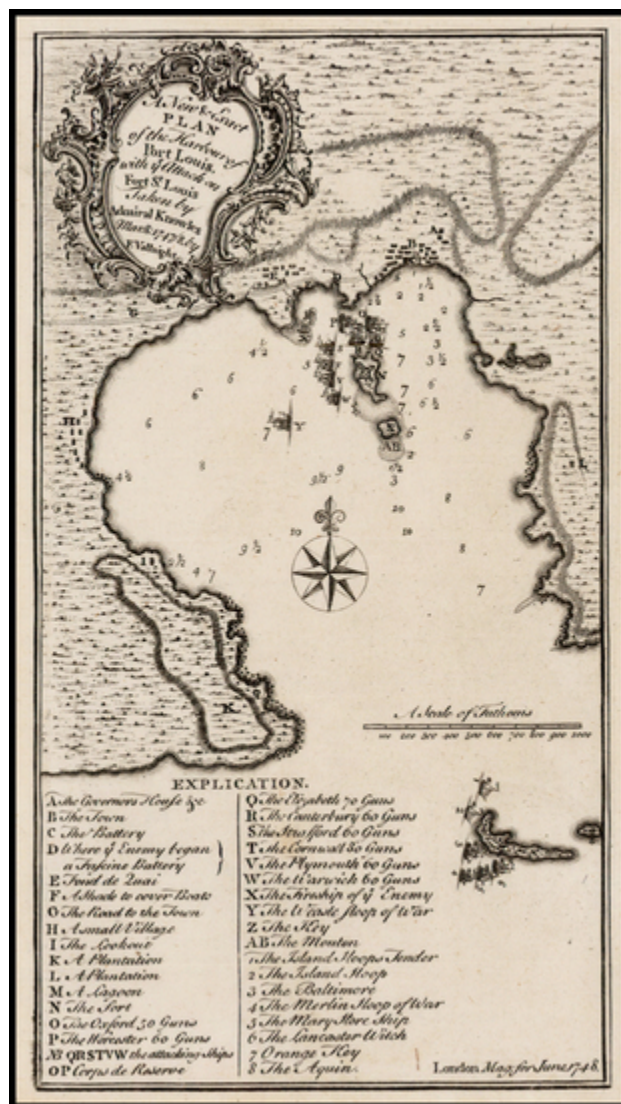 A New & Exact
PLAN
of the Harbour of
Port Louis.
with ye Attack on
Fort St. Louis
Taken by
Admiral Knowles
EXPLICATION.
A The Governors House &c
B The Town
C The Battery
D Where ye Enemy began
a Fascine Battery
E Fond de
F A Shade to cover Boats
O The Road to the Town
H A small Village
I The Lookout
K A Plantation
L A Plantation
M A Lagoon
N The Fort
O The Oxford 50 Guns
P The Worcester 60 Guns
QRSTVW the attacking Ships
OP Corps de Reserve
Q The Elizabeth 70 Guns
R The Canterbury 60 Guns
S The Strafford 60 Guns
T The Cornwall 80 Guns
V The Plymouth 60 Guns
W The Warwick 60 Guns
X The Fireship of ye Enemy
Y The Weasle Sloop of War
Z The Key
AB The Mouton
1 The Island Sloops Tender
2 The Island Sloop
3 The Baltimore
4 The Merlin Sloop of War
5 The Mary Store Ship
6 The Lancaster Witch
7 Orange Key
8 The Aquin.
A Scale of Fathoms
London Mag. for June 1748.